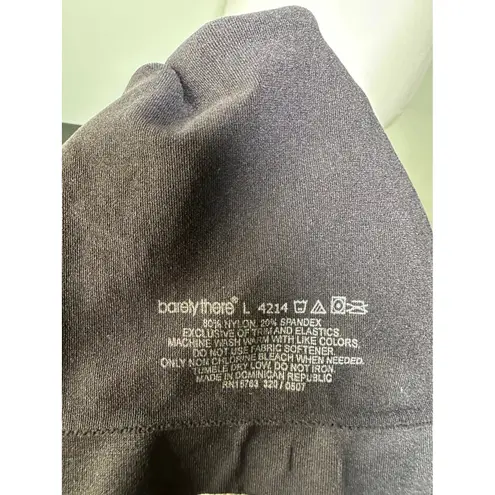 barelythere® L 4214
80% NYLON, 20% SPANDEX
EXCLUSIVE OF TRIM AND ELASTICS
MACHINE WASH WARM WITH LIKE COLORS,
DO NOT USE FABRIC SOFTENER.
ONLY NON CHLORINE BLEACH WHEN NEEDED.
TUMBLE DRY LOW. DO NOT IRON.
MADE IN DOMINICAN REPUBLIC
RN15763 320 / 0807